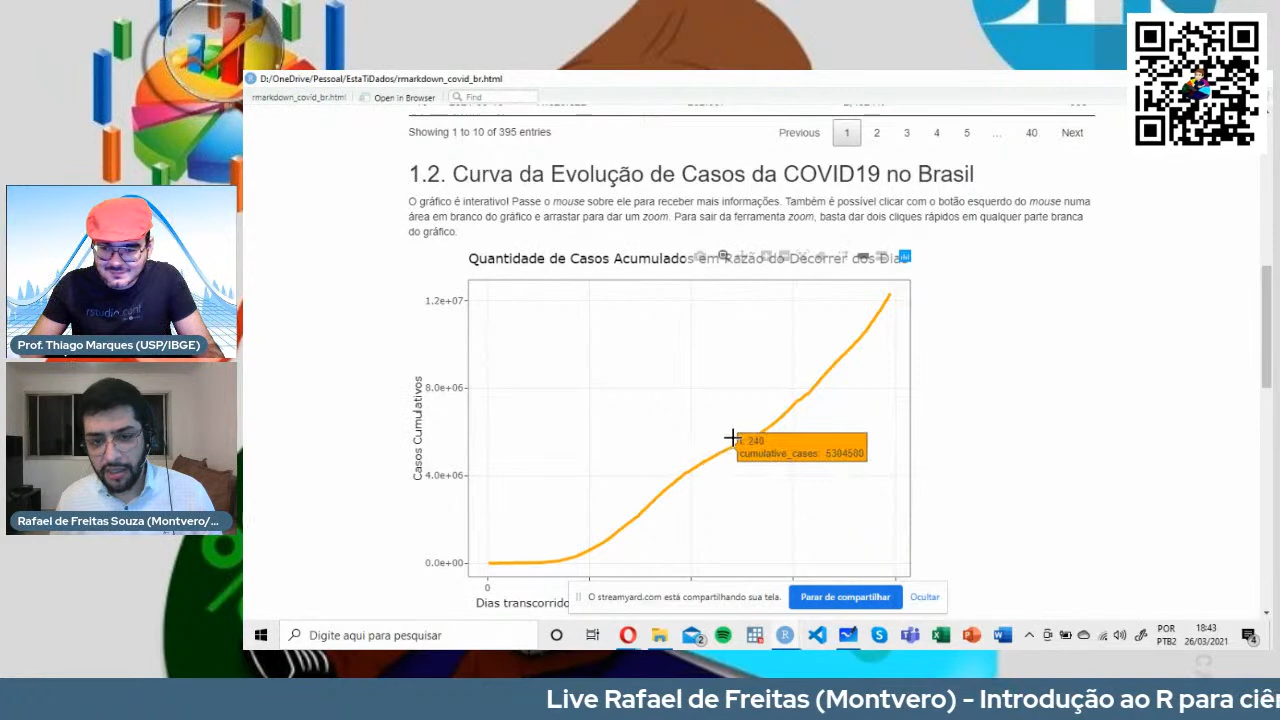 D:/OneDrive/Pessoal/EstaTiDados/rmarkdown_covid_br.html
rmarkdown_covid_br.html
Open in Browser
Find
Showing 1 to 10 of 395 entries
Previous 1 2 3 4 5 ... 40 Next
1.2. Curva da Evolução de Casos da COVID19 no Brasil
O gráfico é interativo! Passe o mouse sobre ele para receber mais informações. Também é possível clicar com o botão esquerdo do mouse numa
área em branco do gráfico e arrastar para dar um zoom. Para sair da ferramenta zoom, basta dar dois cliques rápidos em qualquer parte branca
do gráfico.
Quantidade de Casos Acumulados em Razão do Decorrer dos Dias
1.2e+07
8.0e+06
4.0e+06
0.0e+00
Casos Cumulativos
240
cumulative_cases: 5304500
0
Dias transcorrido
rstudio::conf
Prof. Thiago Marques (USP/IBGE)
Rafael de Freitas Souza (Montvero/...
O streamyard.com está compartilhando sua tela.
Parar de compartilhar
Ocultar
Digite aqui para pesquisar
2
POR
PTB2
18:43
26/03/2021
4
Live Rafael de Freitas (Montvero) - Introdução ao R para ciên